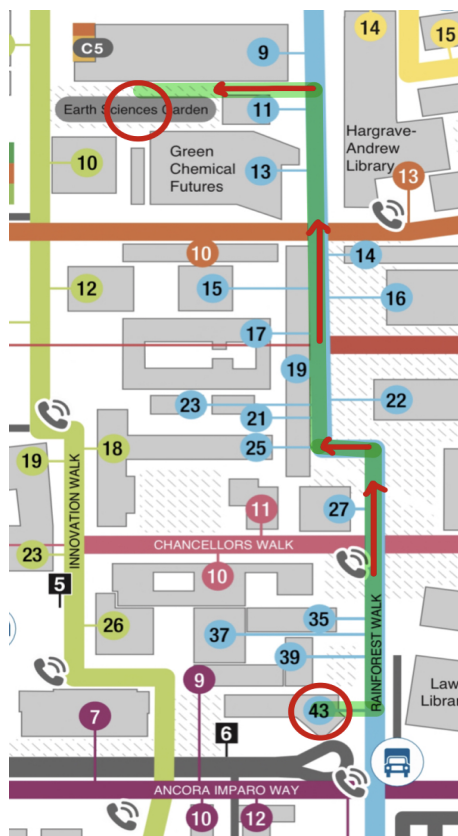 14
15
9
C5
Earth Sciences Garden
11
Hargrave-
Andrew
Library
10
Green
Chemical
Futures
13
13
10
14
12
15
16
17
19
23
21
22
18
25
19
27
11
INNOVATION WALK
CHANCELLORS WALK
23
10
5
RAINFOREST WALK
26
37
35
39
Law
Librar
9
43
7
6
ANCORA IMPARO WAY
10
12